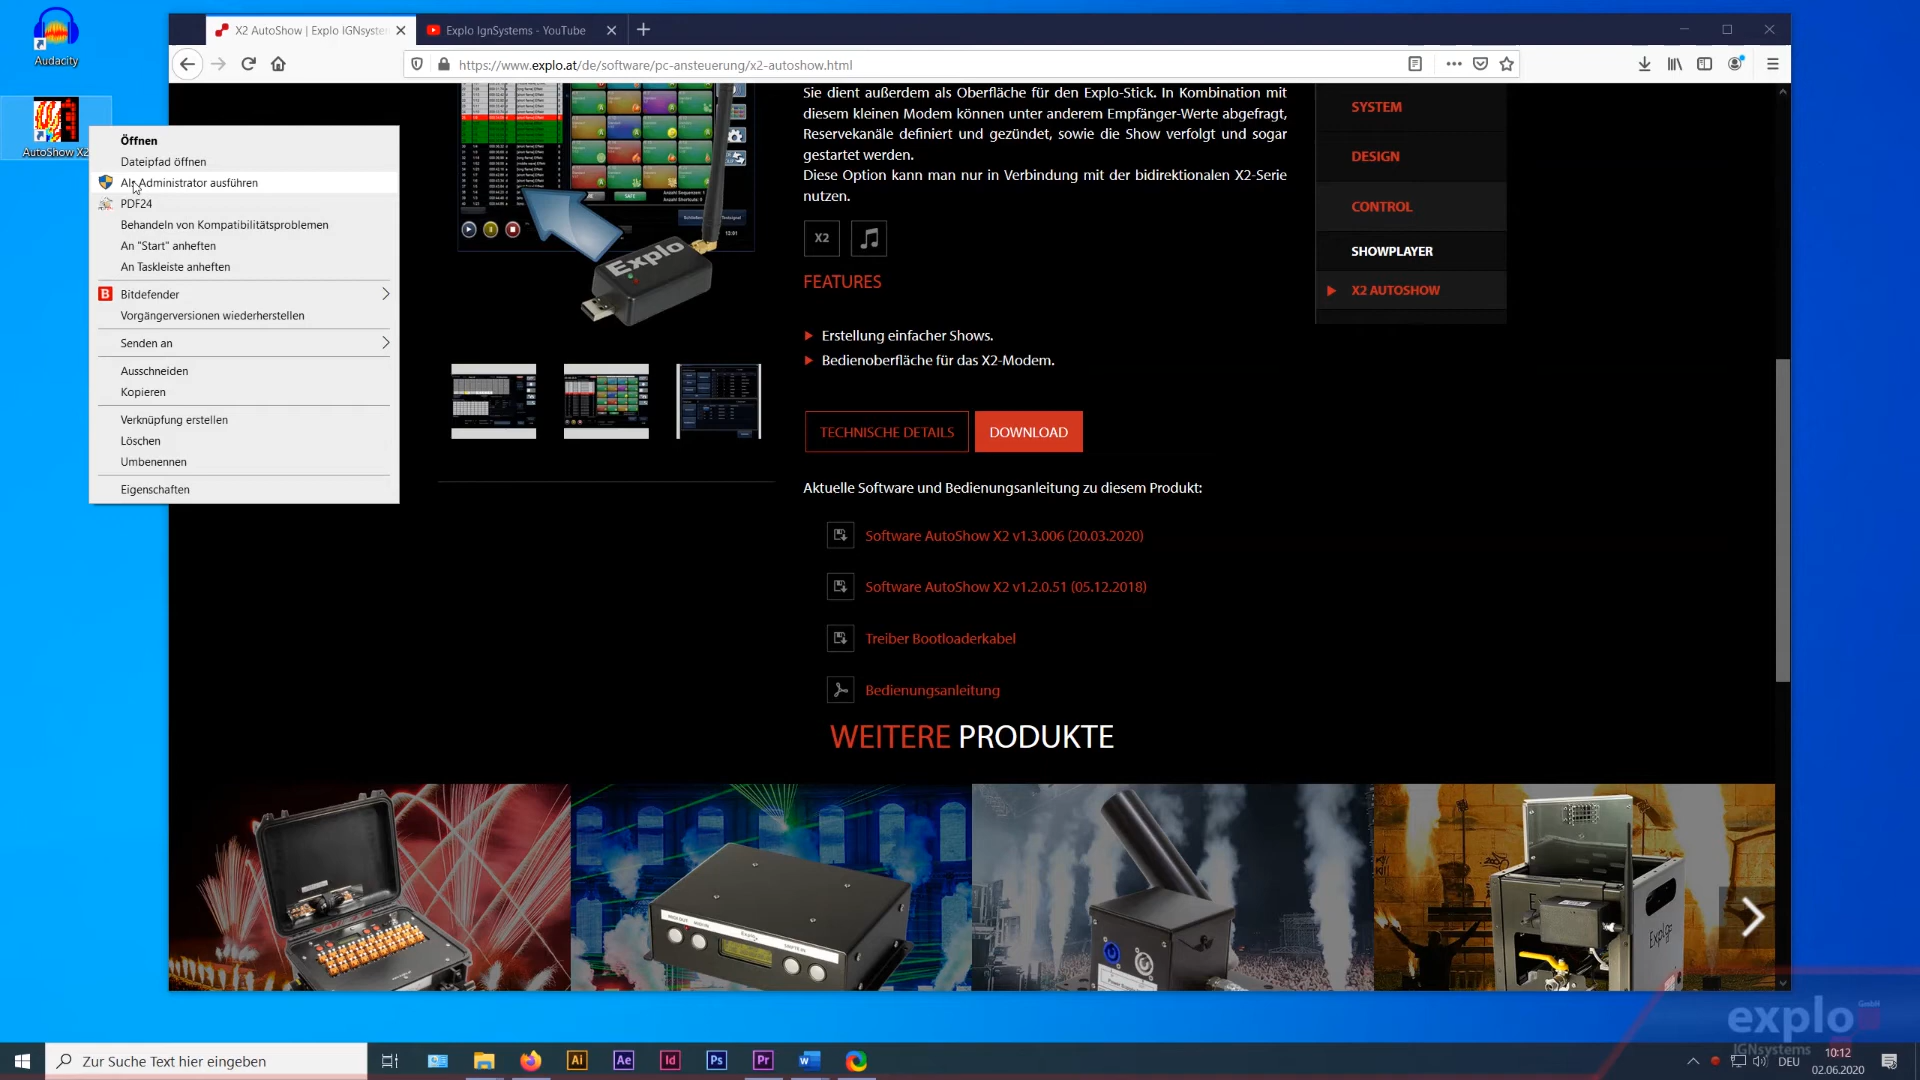 Audacity
AutoShow X2
X2 AutoShow | Explo IGNsyste
Explo IgnSystems - YouTube
https://www.explo.at/de/software/pc-ansteuerung/x2-autoshow.html
Öffnen
Dateipfad öffnen
Als Administrator ausführen
PDF24
Behandeln von Kompatibilitätsproblemen
An "Start" anheften
An Taskleiste anheften
Bitdefender
Vorgängerversionen wiederherstellen
Senden an
Ausschneiden
Kopieren
Verknüpfung erstellen
Löschen
Umbenennen
Eigenschaften
Explo
Sie dient außerdem als Oberfläche für den Explo-Stick. In Kombination mit
diesem kleinen Modem können unter anderem Empfänger-Werte abgefragt,
Reservekanäle definiert und gezündet, sowie die Show verfolgt und sogar
gestartet werden.
Diese Option kann man nur in Verbindung mit der bidirektionalen X2-Serie
nutzen.
X2
FEATURES
Erstellung einfacher Shows.
Bedienoberfläche für das X2-Modem.
TECHNISCHE DETAILS
DOWNLOAD
Aktuelle Software und Bedienungsanleitung zu diesem Produkt:
Software AutoShow X2 v1.3.006 (20.03.2020)
Software AutoShow X2 v1.2.0.51 (05.12.2018)
Treiber Bootloaderkabel
Bedienungsanleitung
SYSTEM
DESIGN
CONTROL
SHOWPLAYER
X2 AUTOSHOW
WEITERE PRODUKTE
explo GmbH
IGNsystems
Zur Suche Text hier eingeben
Ai
Ae
Id
Ps
Pr
DEU
10:12
02.06.2020